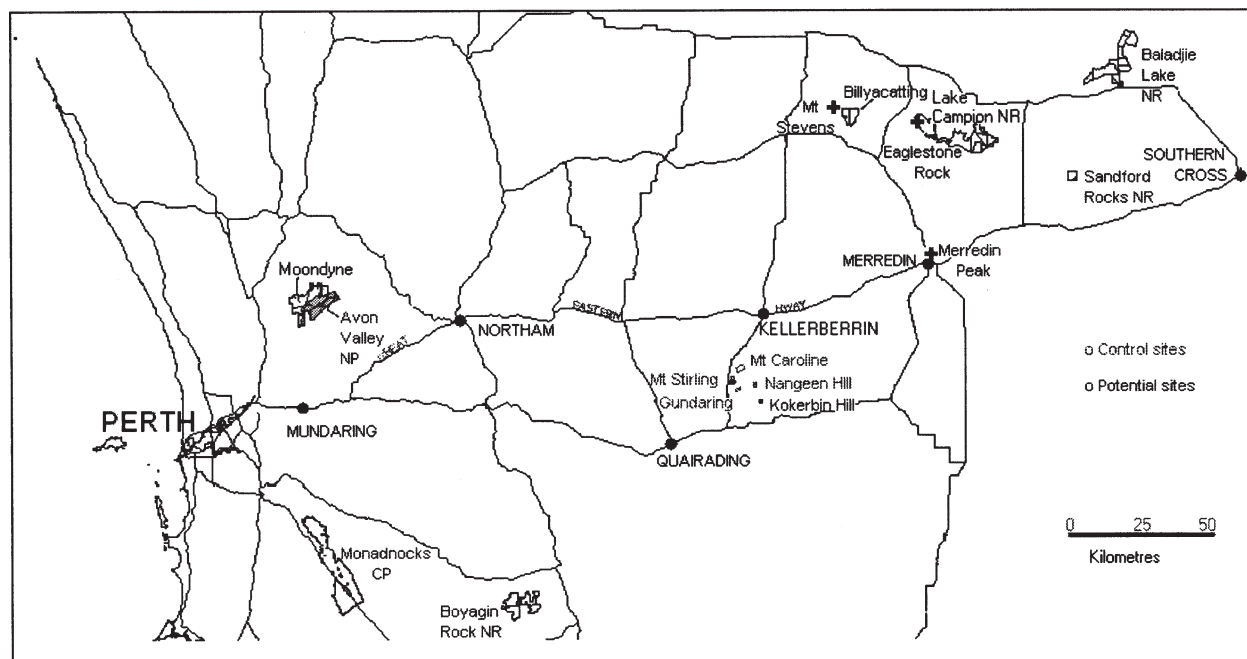 Baladjie
Lake
NR
Mt
Billyacatting
Stevens
Lake
Campion NR
Eaglestone
Rock
SOUTHERN
CROSS
Sandford
Rocks NR
MERREDIN
Merredin
Peak
Moondyne
Avon
Valley
NP
GREAT
EASTERN
HWAY
NORTHAM
KELLERBERRIN
Mt Caroline
Mt Stirling
Nangeen Hill
Gundaring
Kokerbin Hill
Control sites
Potential sites
PERTH
MUNDARING
QUAIRADING
Monadnocks
CP
Boyagin
Rock NR
0 25 50
Kilometres